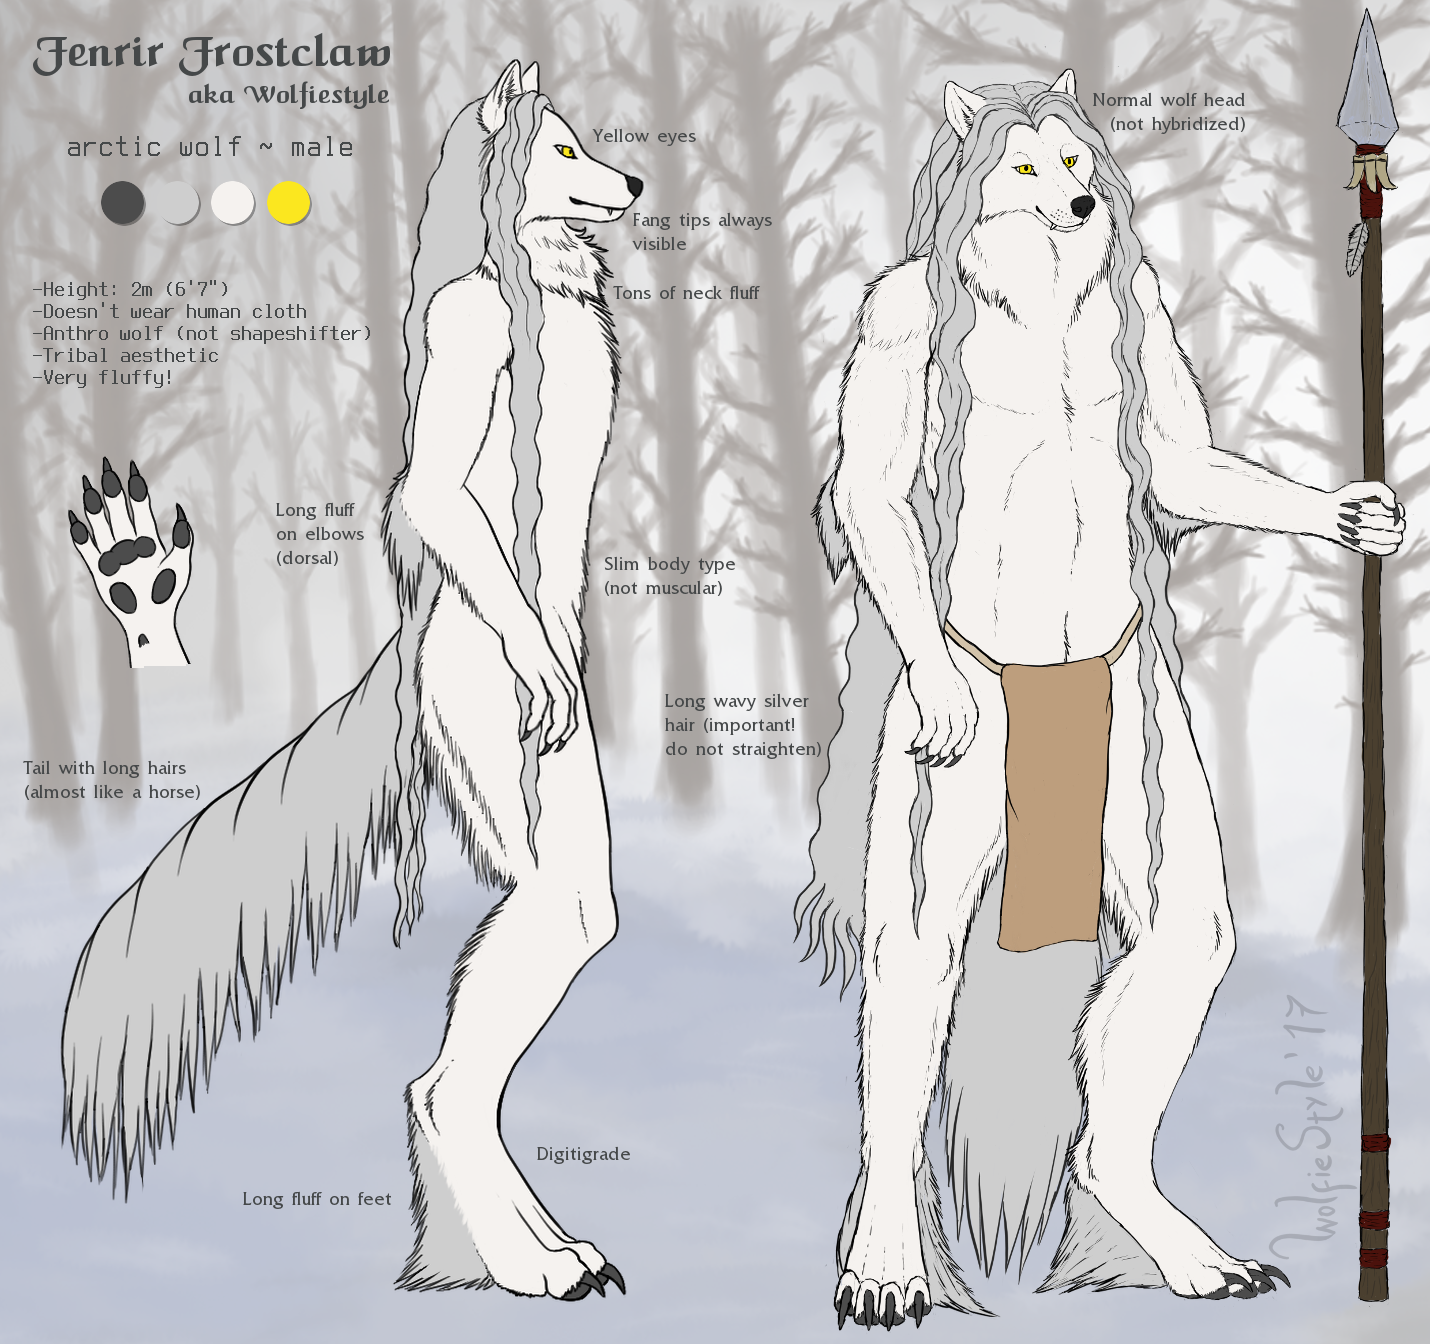 Fenrir Frostclaw
aka Wolfiestyle
arctic wolf ~ male
-Height: 2m (6'7")
-Doesn't wear human cloth
-Anthro wolf (not shapeshifter)
-Tribal aesthetic
-Very fluffy!
Yellow eyes
Fang tips always
visible
Tons of neck fluff
Normal wolf head
(not hybridized)
Long fluff
on elbows
(dorsal)
Slim body type
(not muscular)
Long wavy silver
hair (important!
do not straighten)
Tail with long hairs
(almost like a horse)
Digitigrade
Long fluff on feet
WolfieStyle'17